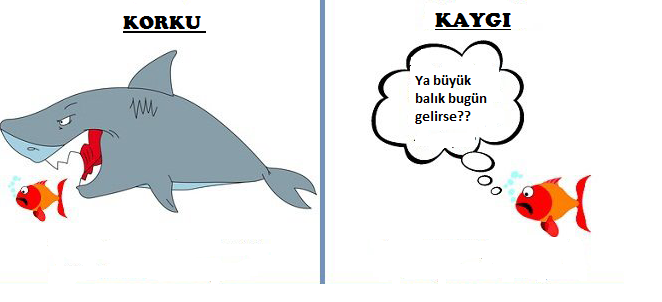 KORKU
KAYGI
Ya büyük
balık bugün
gelirse??